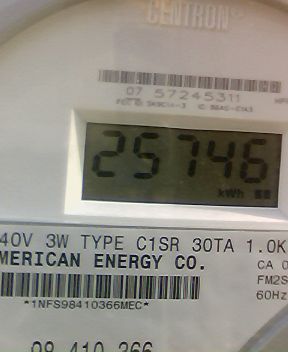 CENTRON®
07 57245311
25746
kWh
40V 3W TYPE C1SR 30TA 1.0K
MERICAN ENERGY CO.
CA 0
FM2S
*1NFS98410366MEC*
60Hz
98 410 366